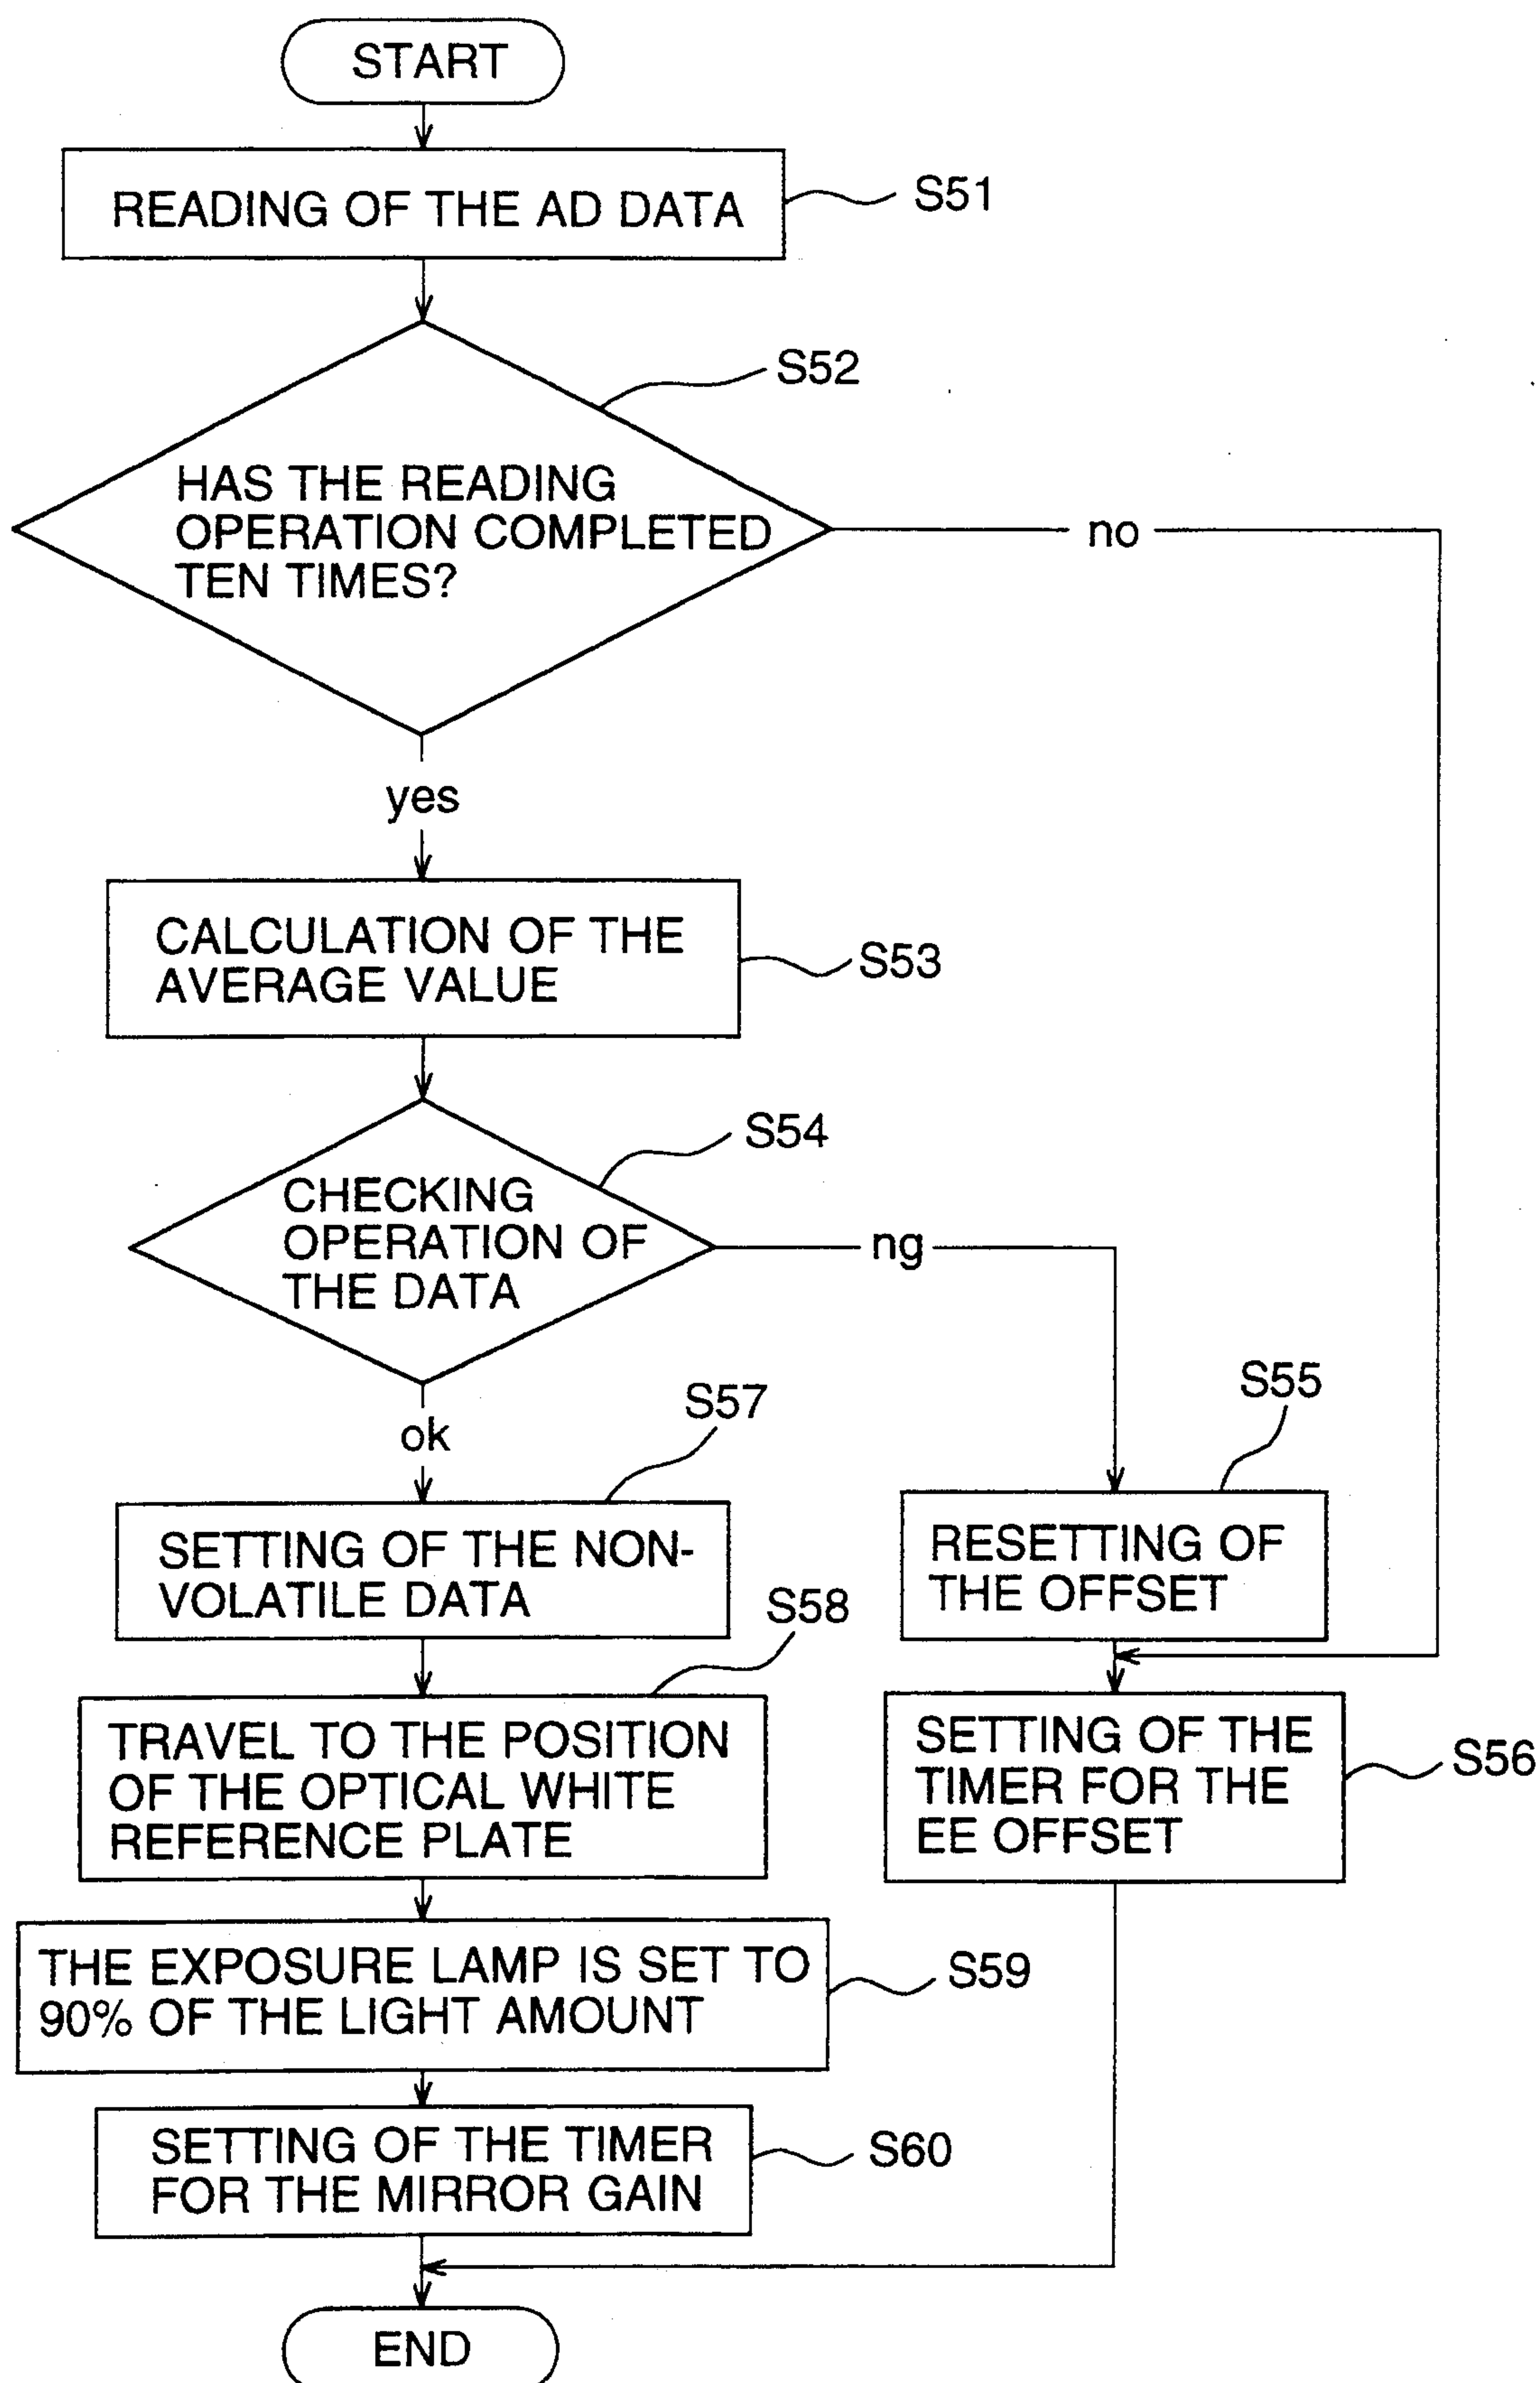 START
READING OF THE AD DATA
S51
S52
HAS THE READING
OPERATION COMPLETED
TEN TIMES?
no
yes
CALCULATION OF THE
AVERAGE VALUE
S53
S54
CHECKING
OPERATION OF
THE DATA
ng
ok
S57
SETTING OF THE NON-
VOLATILE DATA
S55
RESETTING OF
THE OFFSET
S58
TRAVEL TO THE POSITION
OF THE OPTICAL WHITE
REFERENCE PLATE
SETTING OF THE
TIMER FOR THE
EE OFFSET
S56
THE EXPOSURE LAMP IS SET TO
90% OF THE LIGHT AMOUNT
S59
SETTING OF THE TIMER
FOR THE MIRROR GAIN
S60
END